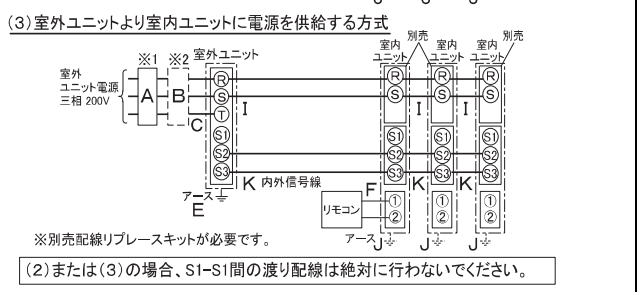 (3)室外ユニットより室内ユニットに電源を供給する方式
※1 ※2 室外ユニット
室内ユニット 別売 室内ユニット 室内ユニット 別売
室外
ユニット電源
三相 200V
A B C
R R R R
S I S I S I S
T
S1 S1 S1 S1
S2 S2 S2 S2
S3 K 内外信号線 S3 K S3 K S3
アース E
リモコン F
① ① ①
② ② ②
アース J J J
※別売配線リプレースキットが必要です。
(2)または(3)の場合、S1-S1間の渡り配線は絶対に行わないでください。